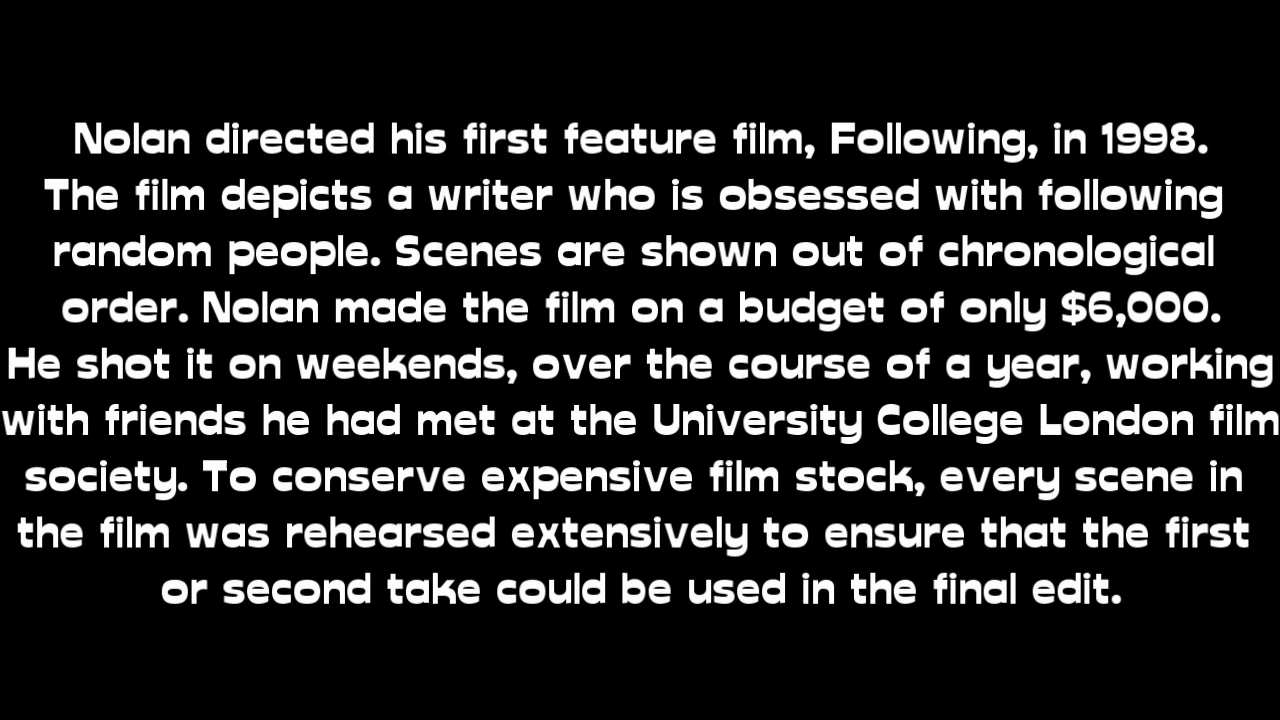 Nolan directed his first feature film, Following, in 1998.
The film depicts a writer who is obsessed with following
random people. Scenes are shown out of chronological
order. Nolan made the film on a budget of only $6,000.
He shot it on weekends, over the course of a year, working
with friends he had met at the University College London film
society. To conserve expensive film stock, every scene in
the film was rehearsed extensively to ensure that the first
or second take could be used in the final edit.